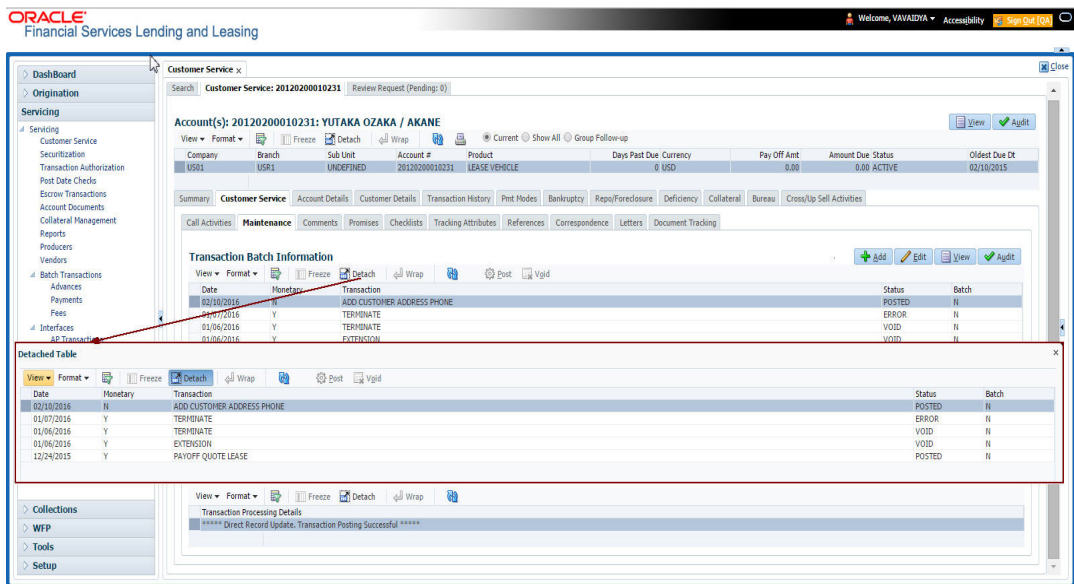 ORACLE
Financial Services Lending and Leasing
Welcome, VAVAIDYA Accessibility Sign Out [QA]
Close
DashBoard
Origination
Servicing
Servicing
Customer Service
Securitization
Transaction Authorization
Post Date Checks
Escrow Transactions
Account Documents
Collateral Management
Reports
Producers
Vendors
Batch Transactions
Advances
Payments
Fees
Interfaces
Customer Service x
Search Customer Service: 20120200010231 Review Request (Pending: 0)
Account(s): 20120200010231: YUTAKA OZAKA / AKANE
View Audit
View Format Freeze Detach Wrap Current Show All Group Follow-up
Company Branch Sub Unit Account # Product Days Past Due Currency Pay Off Amt Amount Due Status Oldest Due Dt
US01 USR1 UNDEFINED 20120200010231 LEASE VEHICLE 0 USD 0.00 0.00 ACTIVE 02/10/2015
Summary Customer Service Account Details Customer Details Transaction History Pmt Modes Bankruptcy Repo/Foreclosure Deficiency Collateral Bureau Cross/Up Sell Activities
Call Activities Maintenance Comments Promises Checklists Tracking Attributes References Correspondence Letters Document Tracking
Transaction Batch Information
Add Edit View Audit
View Format Freeze Detach Wrap Post Void
Date Monetary Transaction Status Batch
02/10/2016 N ADD CUSTOMER ADDRESS PHONE POSTED N
01/07/2016 Y TERMINATE ERROR N
01/06/2016 Y TERMINATE VOID N
01/06/2016 Y EXTENSION VOID N
AP Transactio
Detached Table x
View Format Freeze Detach Wrap Post Void
Date Monetary Transaction Status Batch
02/10/2016 N ADD CUSTOMER ADDRESS PHONE POSTED N
01/07/2016 Y TERMINATE ERROR N
01/06/2016 Y TERMINATE VOID N
01/06/2016 Y EXTENSION VOID N
12/24/2015 Y PAYOFF QUOTE LEASE POSTED N
View Format Freeze Detach Wrap
Transaction Processing Details
***** Direct Record Update. Transaction Posting Successful *****
Collections
WFP
Tools
Setup